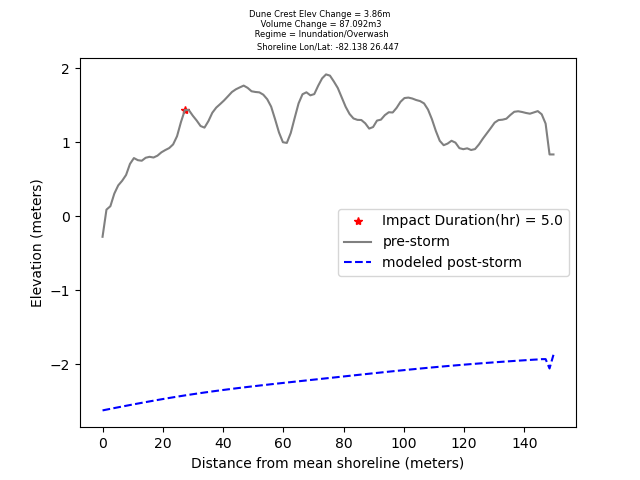 Dune Crest Elev Change = 3.86m
Volume Change = 87.092m3
Regime = Inundation/Overwash
Shoreline Lon/Lat: -82.138 26.447
2
1
0
−1
−2
Elevation (meters)
Impact Duration(hr) = 5.0
pre-storm
modeled post-storm
0 20 40 60 80 100 120 140
Distance from mean shoreline (meters)